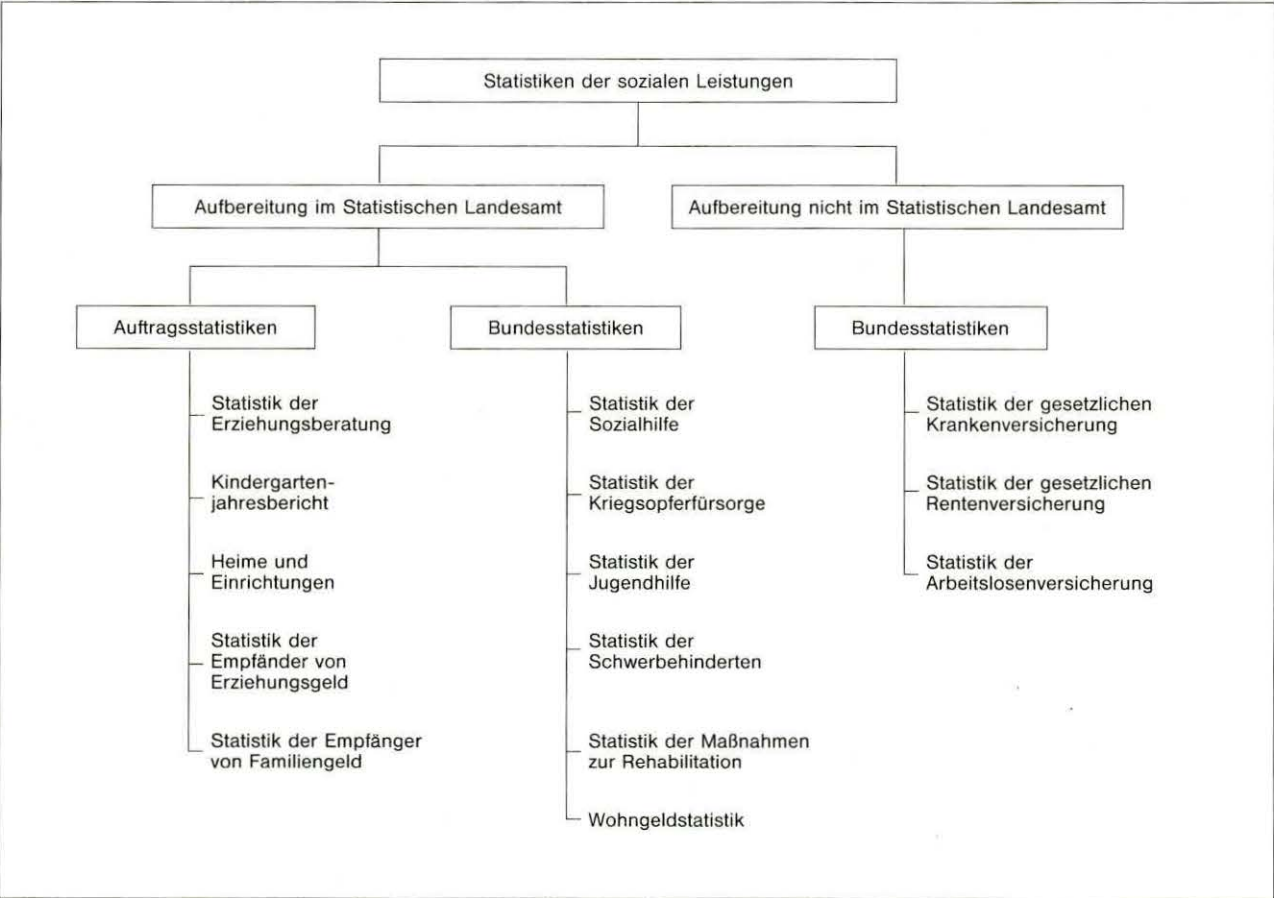 Statistiken der sozialen Leistungen
Aufbereitung im Statistischen Landesamt
Aufbereitung nicht im Statistischen Landesamt
Auftragsstatistiken
Statistik der
Erziehungsberatung
Kindergarten-
jahresbericht
Heime und
Einrichtungen
Statistik der
Empfänder von
Erziehungsgeld
Statistik der Empfänger
von Familiengeld
Bundesstatistiken
Statistik der
Sozialhilfe
Statistik der
Kriegsopferfürsorge
Statistik der
Jugendhilfe
Statistik der
Schwerbehinderten
Statistik der Maßnahmen
zur Rehabilitation
Wohngeldstatistik
Bundesstatistiken
Statistik der gesetzlichen
Krankenversicherung
Statistik der gesetzlichen
Rentenversicherung
Statistik der
Arbeitslosenversicherung